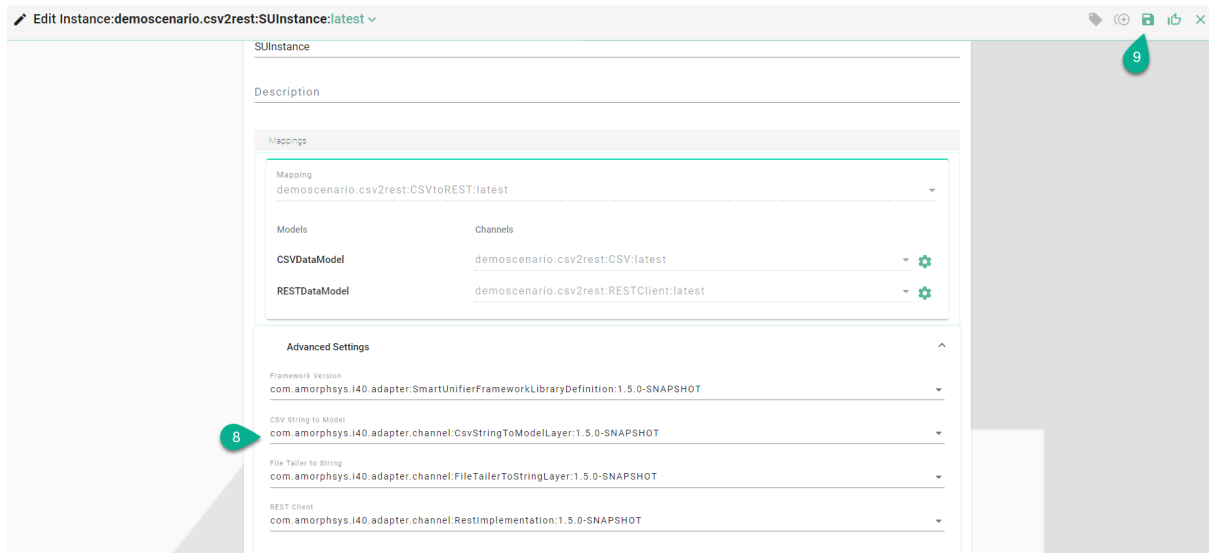 Edit Instance:demoscenario.csv2rest:SUInstance:latest
9
SUInstance
Description
Mappings
Mapping
demoscenario.csv2rest:CSVtoREST:latest
Models Channels
CSVDataModel demoscenario.csv2rest:CSV:latest
RESTDataModel demoscenario.csv2rest:RESTClient:latest
Advanced Settings
Framework Version
com.amorphsys.i40.adapter:SmartUnifierFrameworkLibraryDefinition:1.5.0-SNAPSHOT
CSV String to Model
8 com.amorphsys.i40.adapter.channel:CsvStringToModelLayer:1.5.0-SNAPSHOT
File Tailer to String
com.amorphsys.i40.adapter.channel:FileTailerToStringLayer:1.5.0-SNAPSHOT
REST Client
com.amorphsys.i40.adapter.channel:RestImplementation:1.5.0-SNAPSHOT